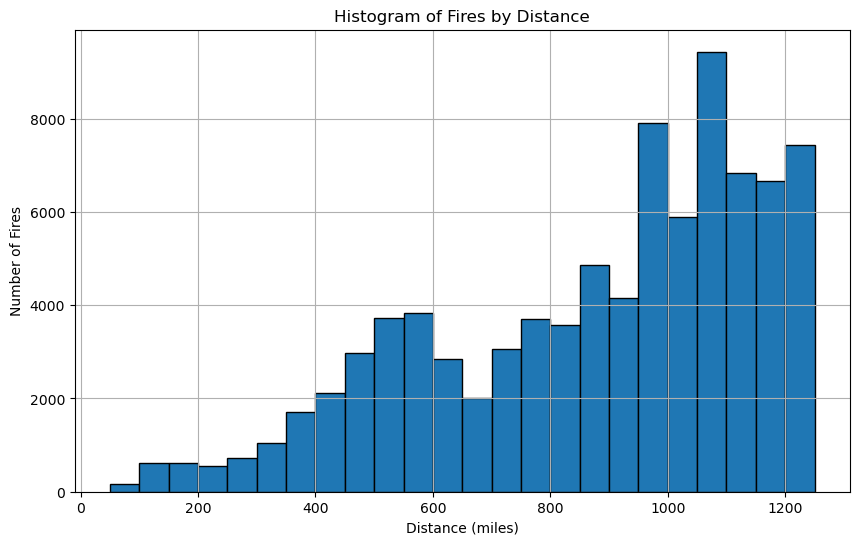 Histogram of Fires by Distance
Number of Fires
8000
6000
4000
2000
0
0 200 400 600 800 1000 1200
Distance (miles)